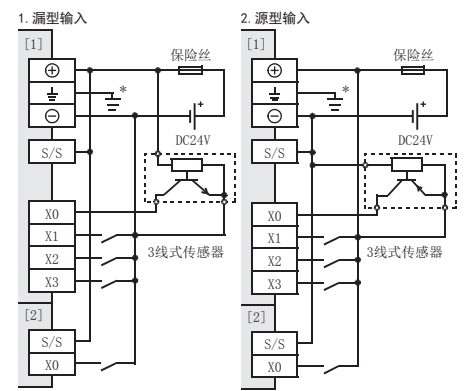 1. 漏型输入
[1]
保险丝
*
+
DC24V
S/S
X0
X1
X2
X3
3线式传感器
[2]
S/S
X0
2. 源型输入
[1]
保险丝
*
+
DC24V
S/S
X0
X1
X2
X3
3线式传感器
[2]
S/S
X0